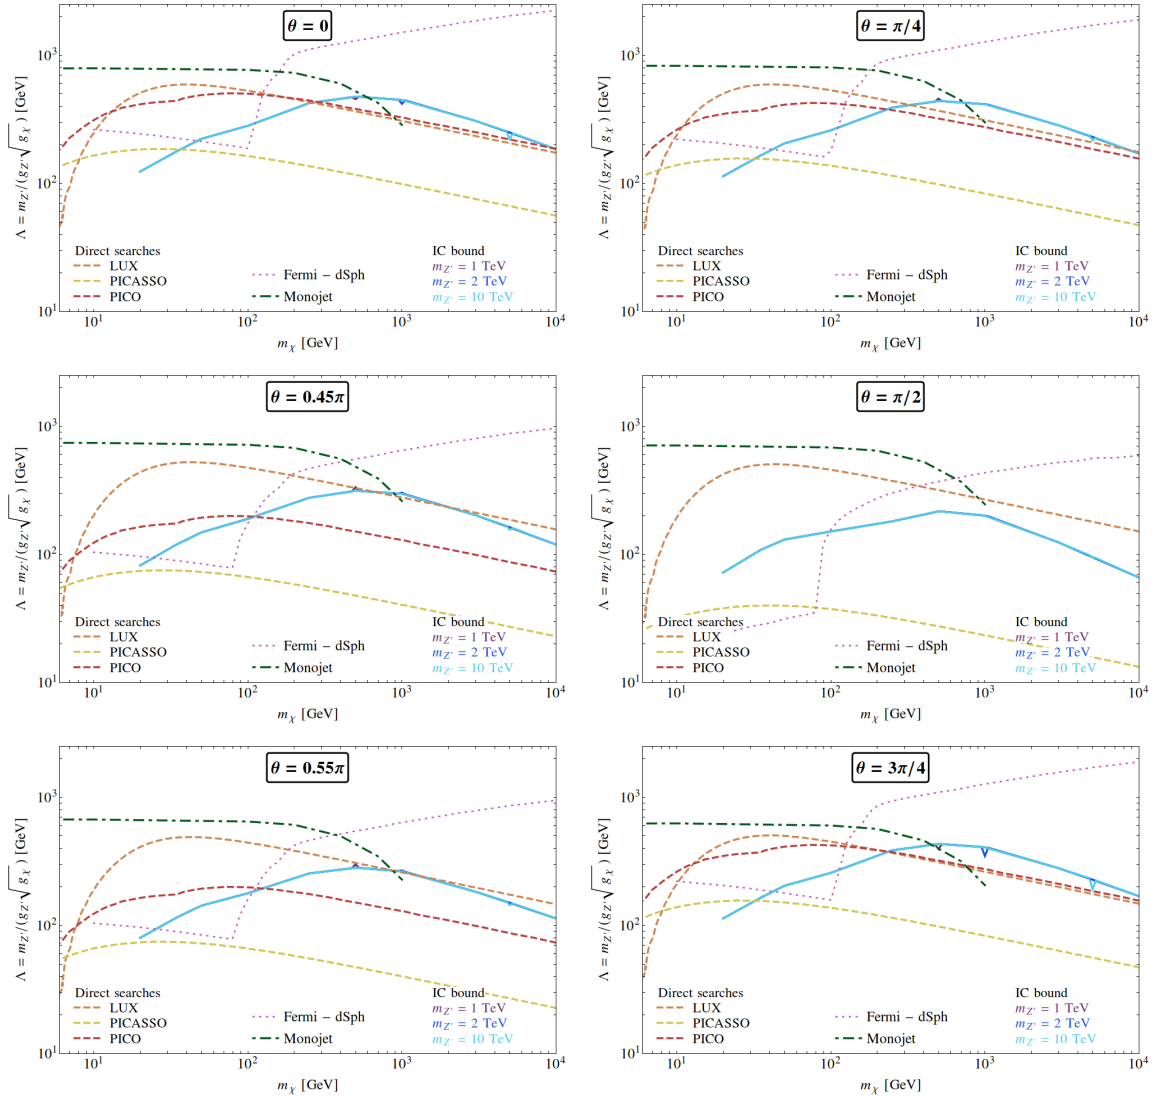 θ = 0
Λ = m_Z'/(g_Z'√g_χ) [GeV]
10³
10²
10¹
Direct searches
LUX
PICASSO
PICO
Fermi − dSph
Monojet
IC bound
m_Z' = 1 TeV
m_Z' = 2 TeV
m_Z' = 10 TeV
10¹ 10² 10³ 10⁴
m_χ [GeV]
θ = π/4
Λ = m_Z'/(g_Z'√g_χ) [GeV]
10³
10²
10¹
Direct searches
LUX
PICASSO
PICO
Fermi − dSph
Monojet
IC bound
m_Z' = 1 TeV
m_Z' = 2 TeV
m_Z' = 10 TeV
10¹ 10² 10³ 10⁴
m_χ [GeV]
θ = 0.45π
Λ = m_Z'/(g_Z'√g_χ) [GeV]
10³
10²
10¹
Direct searches
LUX
PICASSO
PICO
Fermi − dSph
Monojet
IC bound
m_Z' = 1 TeV
m_Z' = 2 TeV
m_Z' = 10 TeV
10¹ 10² 10³ 10⁴
m_χ [GeV]
θ = π/2
Λ = m_Z'/(g_Z'√g_χ) [GeV]
10³
10²
10¹
Direct searches
LUX
PICASSO
PICO
Fermi − dSph
Monojet
IC bound
m_Z' = 1 TeV
m_Z' = 2 TeV
m_Z' = 10 TeV
10¹ 10² 10³ 10⁴
m_χ [GeV]
θ = 0.55π
Λ = m_Z'/(g_Z'√g_χ) [GeV]
10³
10²
10¹
Direct searches
LUX
PICASSO
PICO
Fermi − dSph
Monojet
IC bound
m_Z' = 1 TeV
m_Z' = 2 TeV
m_Z' = 10 TeV
10¹ 10² 10³ 10⁴
m_χ [GeV]
θ = 3π/4
Λ = m_Z'/(g_Z'√g_χ) [GeV]
10³
10²
10¹
Direct searches
LUX
PICASSO
PICO
Fermi − dSph
Monojet
IC bound
m_Z' = 1 TeV
m_Z' = 2 TeV
m_Z' = 10 TeV
10¹ 10² 10³ 10⁴
m_χ [GeV]